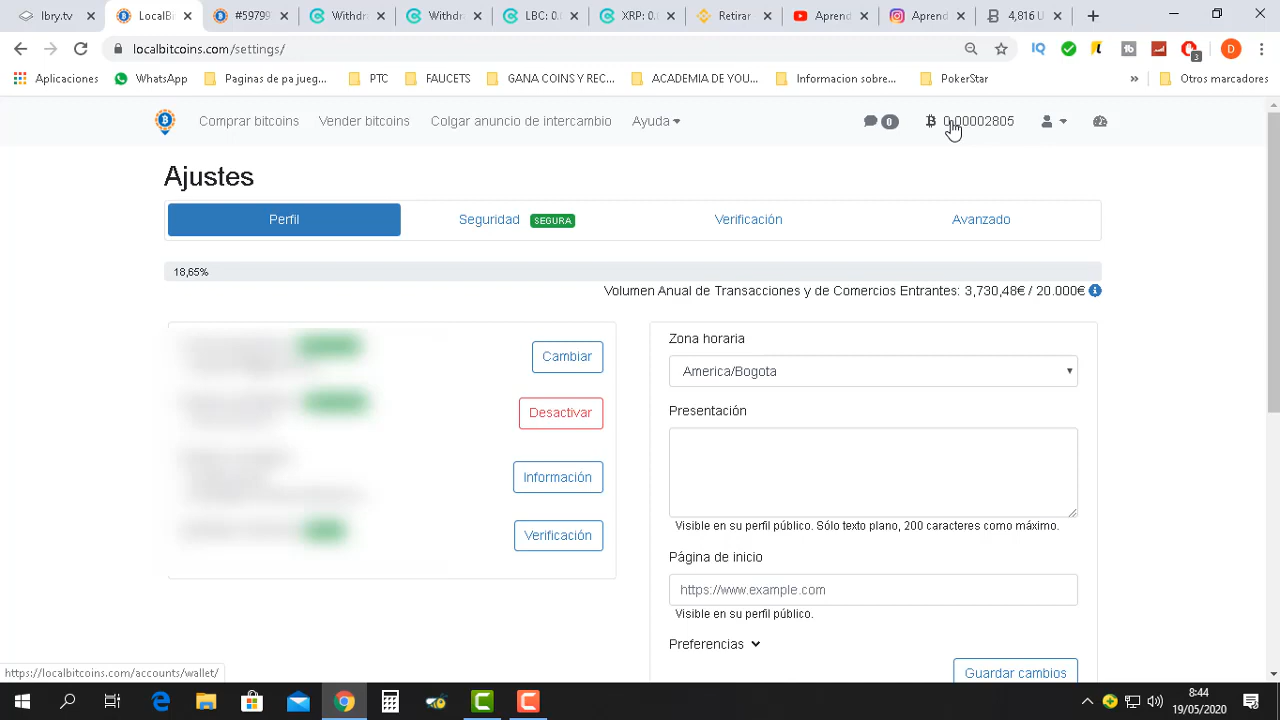 lbry.tv
LocalBi
#59799
Withdr
Withdr
LBC: 0.
XRP: 0.
Retiro
Aprend
Aprend
4,816
localbitcoins.com/settings/
IQ
tb
3
D
Aplicaciones
WhatsApp
Paginas de pa jueg...
PTC
FAUCETS
GANA COINS Y REC...
ACADEMIA DE YOU...
Informacion sobre...
PokerStar
»
Otros marcadores
Comprar bitcoins
Vender bitcoins
Colgar anuncio de intercambio
Ayuda
0
0,00002805
Ajustes
Perfil
Seguridad SEGURA
Verificación
Avanzado
18,65%
Volumen Anual de Transacciones y de Comercios Entrantes: 3,730,48€ / 20.000€
Cambiar
Desactivar
Información
Verificación
Zona horaria
America/Bogota
Presentación
Visible en su perfil público. Sólo texto plano, 200 caracteres como máximo.
Página de inicio
https://www.example.com
Visible en su perfil público.
Preferencias
Guardar cambios
https://localbitcoins.com/accounts/wallet/
8:44
19/05/2020